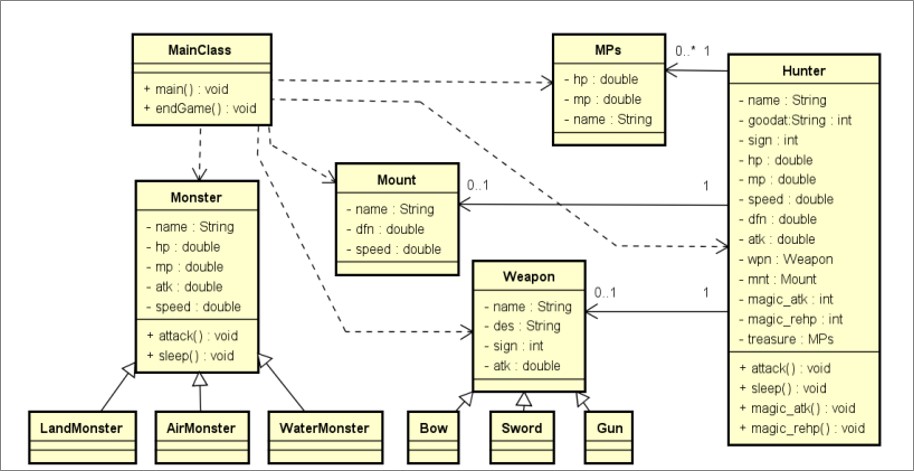 MainClass
+ main() : void
+ endGame() : void
MPs
- hp : double
- mp : double
- name : String
0..* 1
Hunter
- name : String
- goodat:String : int
- sign : int
- hp : double
- mp : double
- speed : double
- dfn : double
- atk : double
- wpn : Weapon
- mnt : Mount
- magic_atk : int
- magic_rehp : int
- treasure : MPs
+ attack() : void
+ sleep() : void
+ magic_atk() : void
+ magic_rehp() : void
Monster
- name : String
- hp : double
- mp : double
- atk : double
- speed : double
+ attack() : void
+ sleep() : void
Mount
- name : String
- dfn : double
- speed : double
0..1 1
Weapon
- name : String
- des : String
- sign : int
- atk : double
0..1 1
LandMonster
AirMonster
WaterMonster
Bow
Sword
Gun